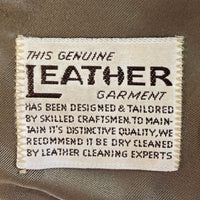 THIS GENUINE
LEATHER
GARMENT
HAS BEEN DESIGNED & TAILORED
BY SKILLED CRAFTSMEN. TO MAIN-
TAIN IT'S DISTINCTIVE QUALITY, WE
RECOMMEND IT BE DRY CLEANED
BY LEATHER CLEANING EXPERTS